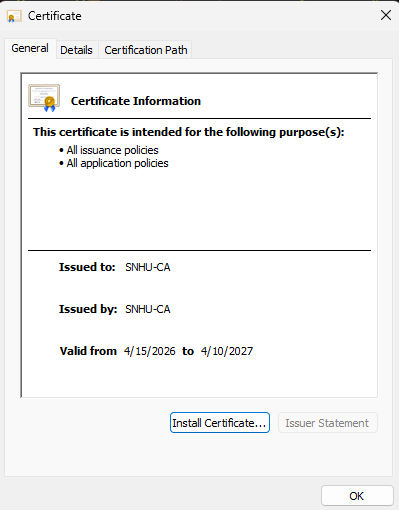 Certificate
General Details Certification Path
Certificate Information
This certificate is intended for the following purpose(s):
• All issuance policies
• All application policies
Issued to: SNHU-CA
Issued by: SNHU-CA
Valid from 4/15/2026 to 4/10/2027
Install Certificate... Issuer Statement
OK